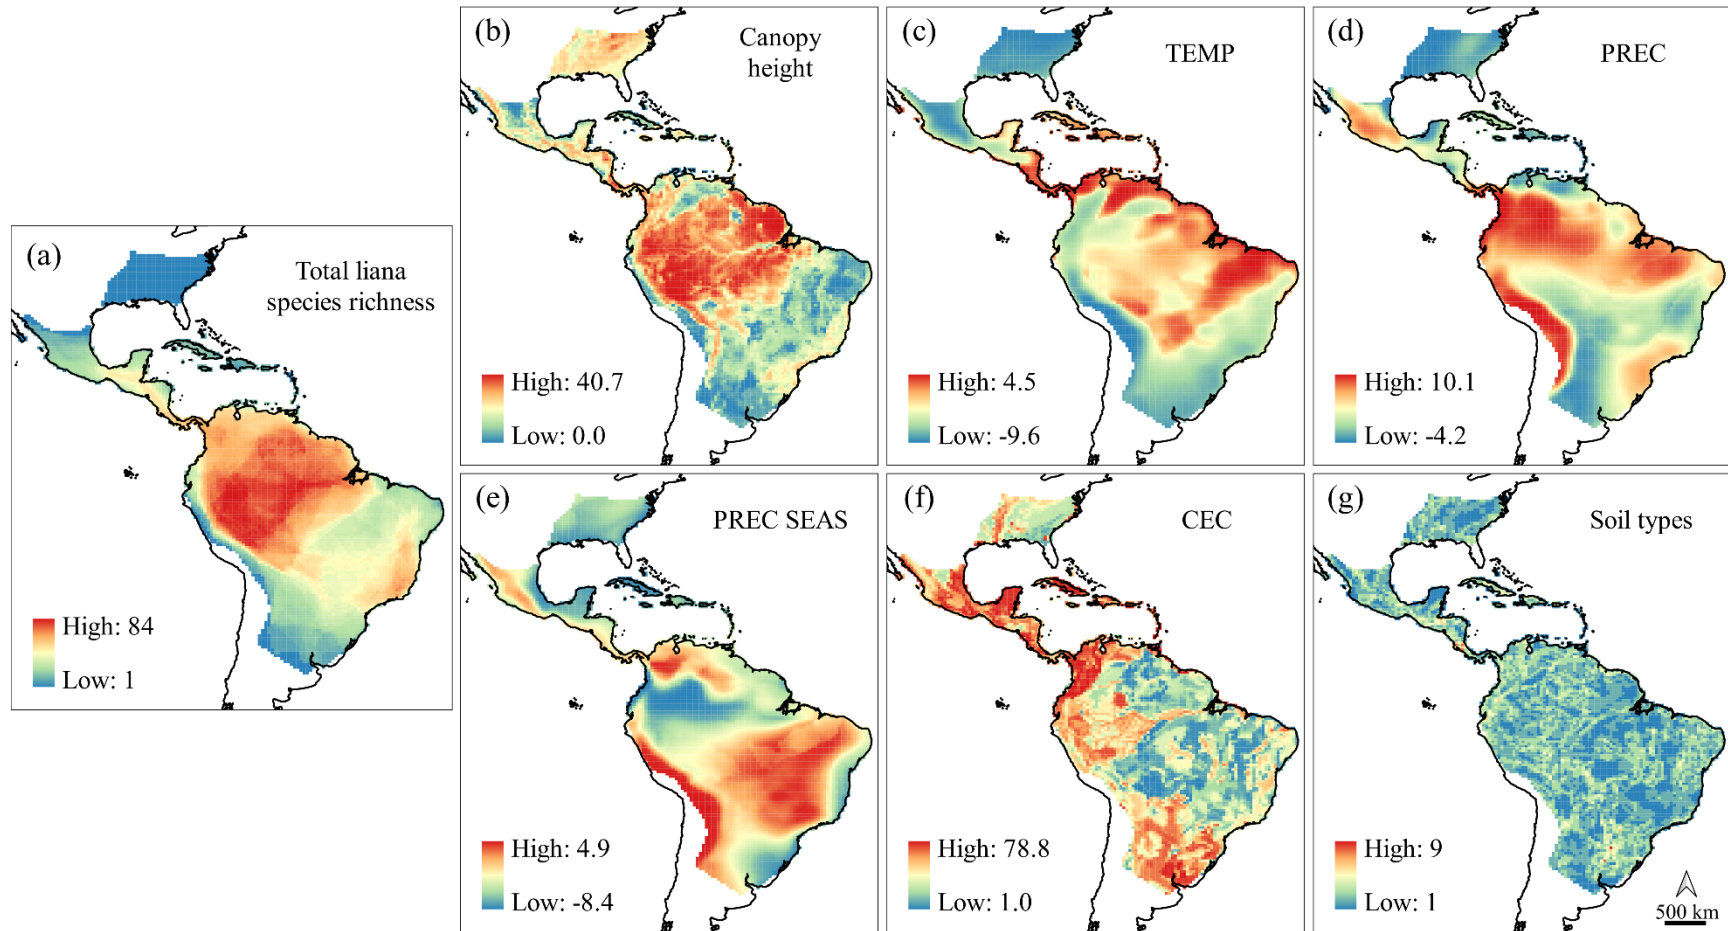 (a)
Total liana
species richness
High: 84
Low: 1
(b)
Canopy
height
High: 40.7
Low: 0.0
(c)
TEMP
High: 4.5
Low: -9.6
(d)
PREC
High: 10.1
Low: -4.2
(e)
PREC SEAS
High: 4.9
Low: -8.4
(f)
CEC
High: 78.8
Low: 1.0
(g)
Soil types
High: 9
Low: 1
500 km